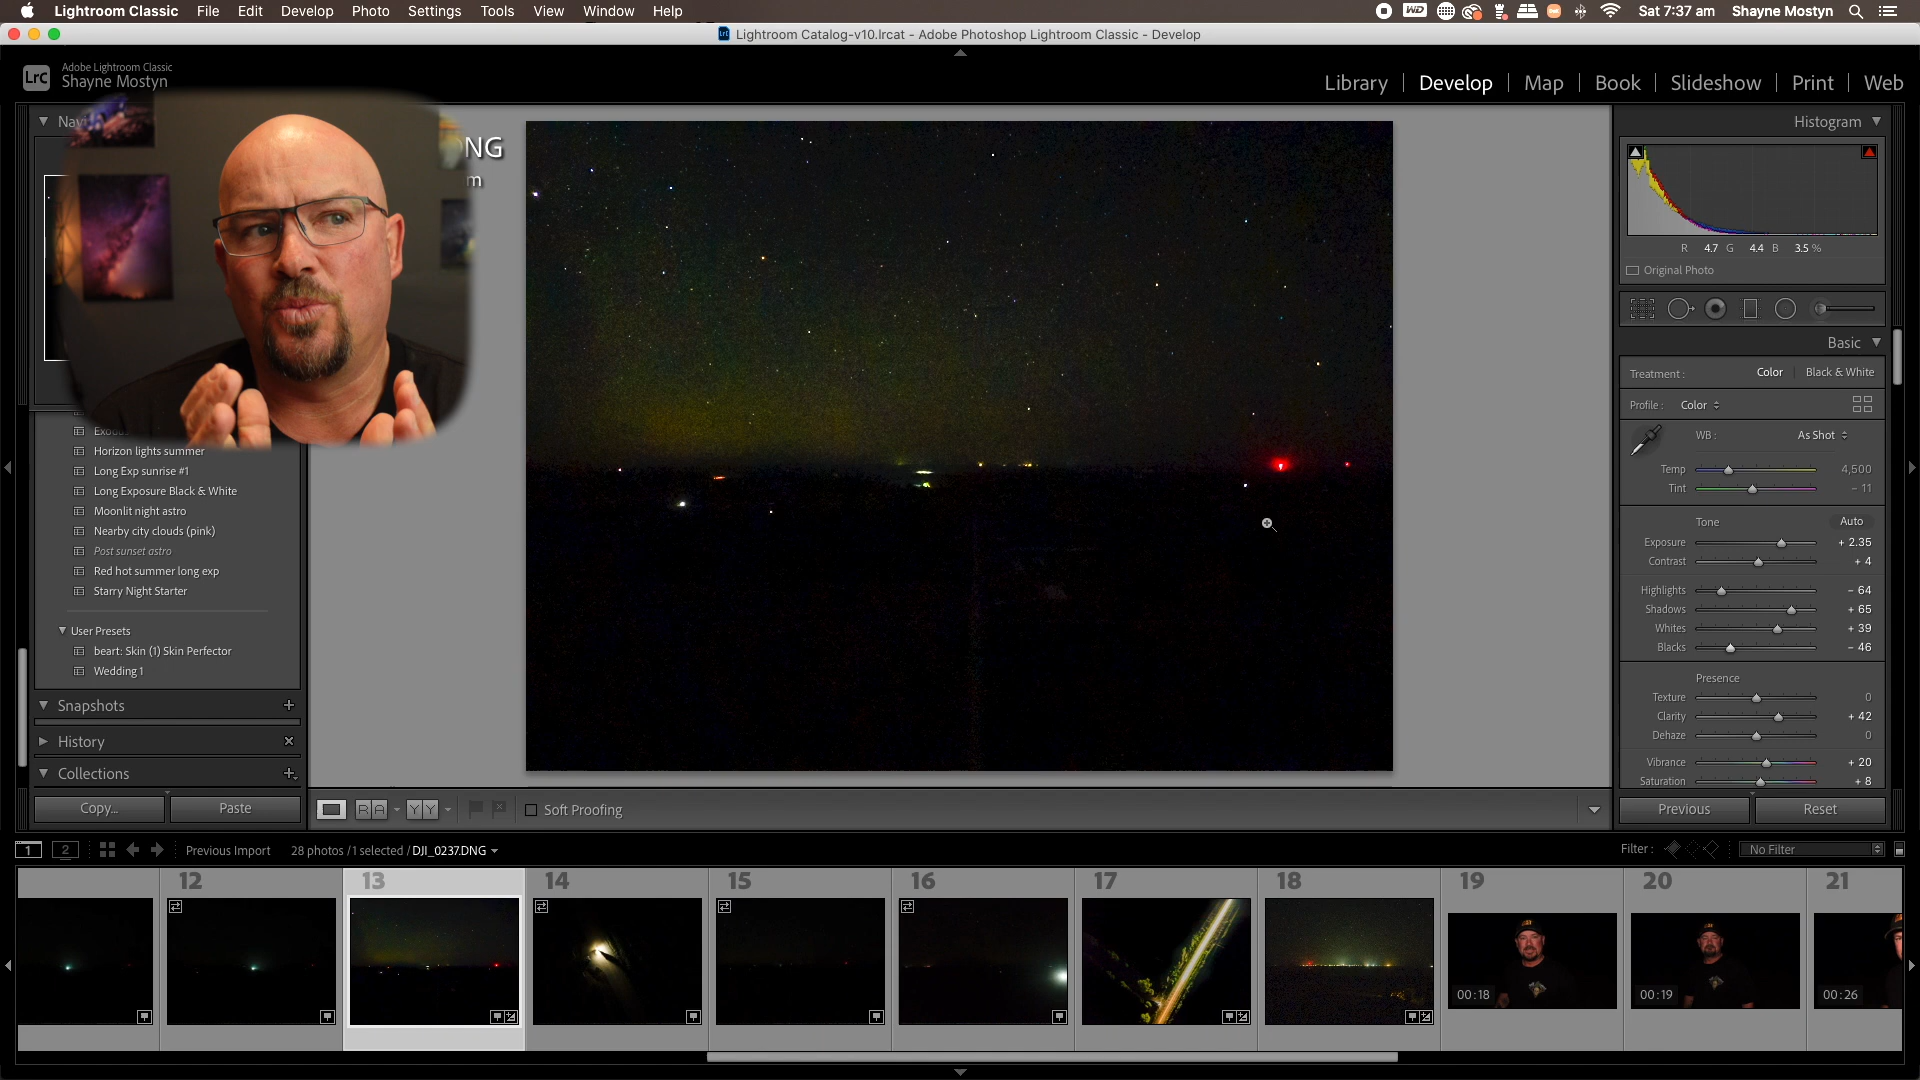 Lightroom Classic File Edit Develop Photo Settings Tools View Window Help
Sat 7:37 am Shayne Mostyn
Lightroom Catalog-v10.lrcat - Adobe Photoshop Lightroom Classic - Develop
LrC
Adobe Lightroom Classic
Shayne Mostyn
Library Develop Map Book Slideshow Print Web
NG
m
Horizon lights summer
Long Exp sunrise #1
Long Exposure Black & White
Moonlit night astro
Nearby city clouds (pink)
Post sunset astro
Red hot summer long exp
Starry Night Starter
User Presets
beart: Skin (1) Skin Perfector
Wedding 1
Snapshots
History
Collections
Copy... Paste
Histogram
R 4.7 G 4.4 B 3.5 %
Original Photo
Basic
Treatment : Color Black & White
Profile : Color
WB : As Shot
Temp 4,500
Tint - 11
Tone Auto
Exposure + 2.35
Contrast + 4
Highlights - 64
Shadows + 65
Whites + 39
Blacks - 46
Presence
Texture 0
Clarity + 42
Dehaze 0
Vibrance + 20
Saturation + 8
Previous Reset
R A Y Y Soft Proofing
1 2 Previous Import 28 photos / 1 selected / DJI_0237.DNG
Filter : No Filter
12 13 14 15 16 17 18 19 20 21
00:18 00:19 00:26